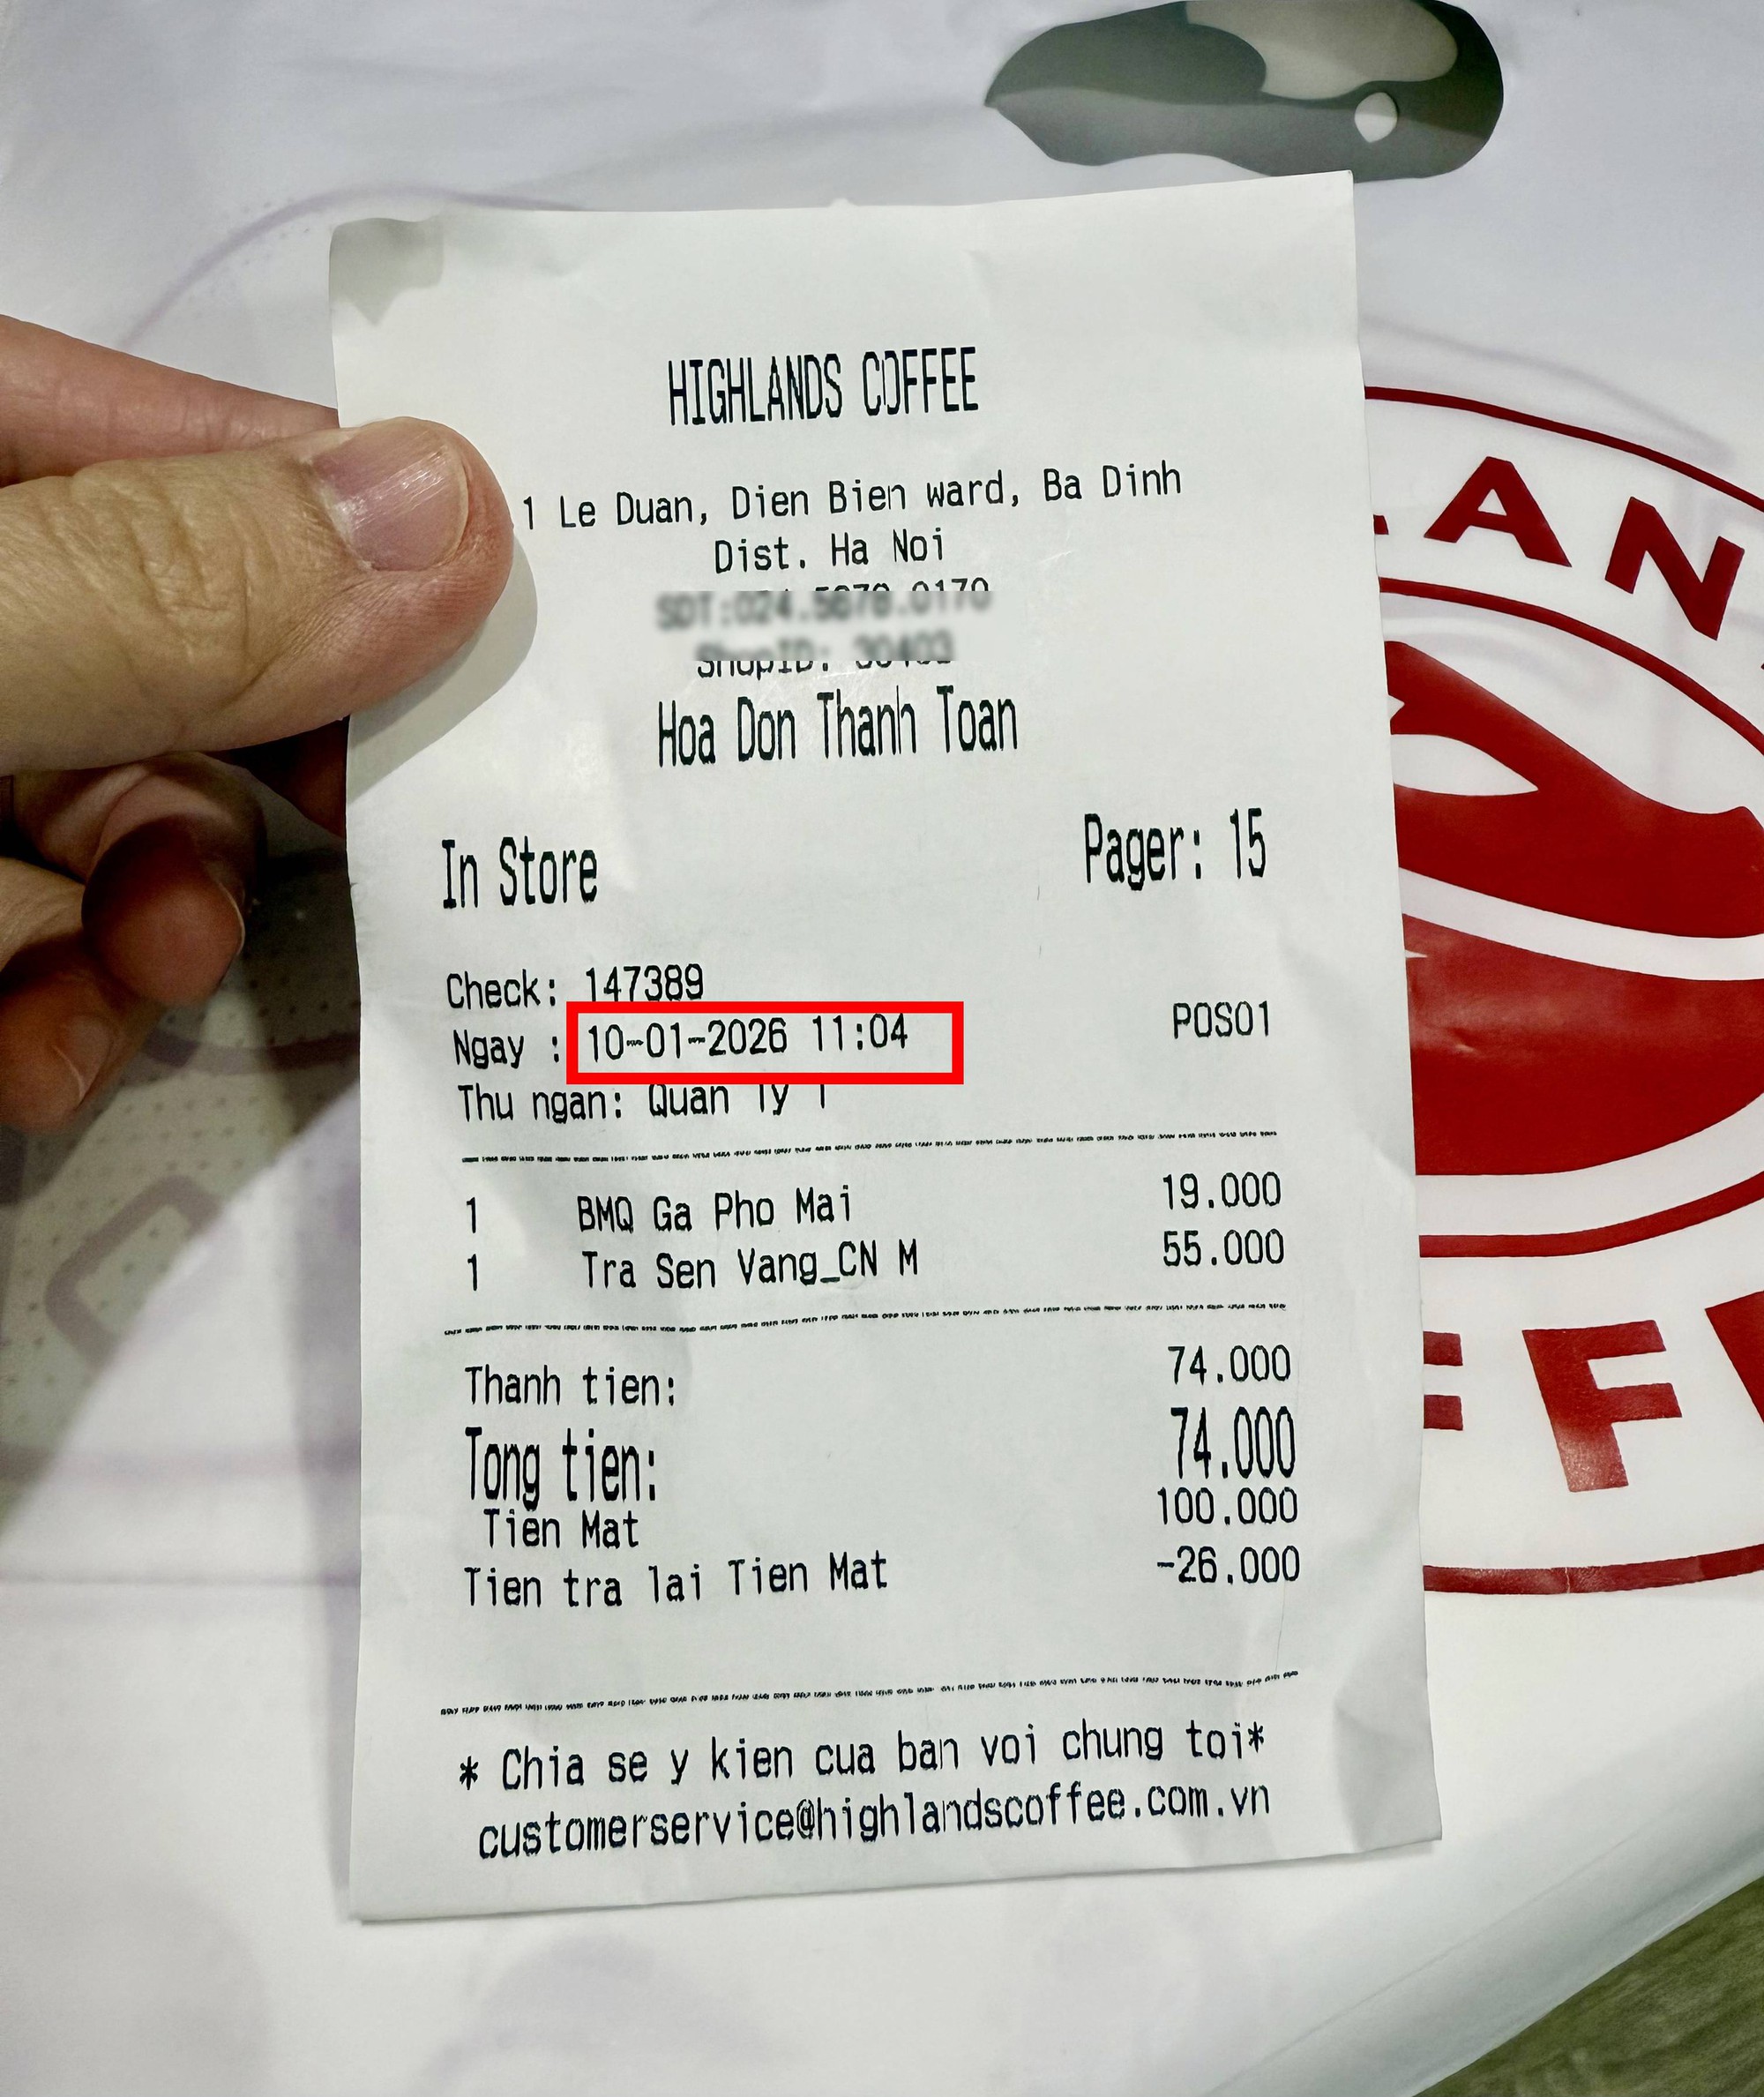 HIGHLANDS COFFEE
1 Le Duan, Dien Bien ward, Ba Dinh
Dist. Ha Noi
Hoa Don Thanh Toan
In Store Pager: 15
Check: 147389
Ngay : 10-01-2026 11:04 POS01
Thu ngan: Quan ly 1
1 BMQ Ga Pho Mai 19.000
1 Tra Sen Vang_CN M 55.000
Thanh tien: 74.000
Tong tien: 74.000
Tien Mat 100.000
Tien tra lai Tien Mat -26.000
* Chia se y kien cua ban voi chung toi*
customerservice@highlandscoffee.com.vn